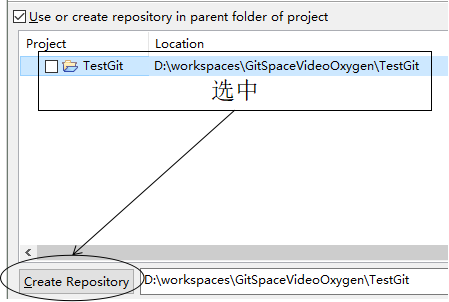 Use or create repository in parent folder of project
Project Location
TestGit D:\workspaces\GitSpaceVideoOxygen\TestGit
选中
Create Repository D:\workspaces\GitSpaceVideoOxygen\TestGit